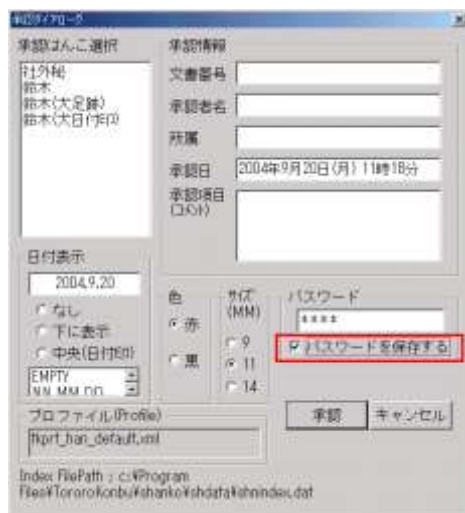 承認ダイアローグ
承認はんこ選択
社外秘
鈴木
鈴木(大足跡)
鈴木(大日付印)
承認情報
文書番号
承認者名
所属
承認日
2004年9月20日(月) 11時18分
承認項目
(コメント)
日付表示
2004.9.20
なし
下に表示
中央(日付印)
EMPTY
NN.MM.DD
色
赤
黒
サイズ
(MM)
9
11
14
パスワード
****
パスワードを保存する
承認
キャンセル
プロファイル(Profile)
tkprf_han_default.xml
Index FilePath : c:¥Program
Files¥TororoKonbu¥shanko¥shdata¥shnindex.dat